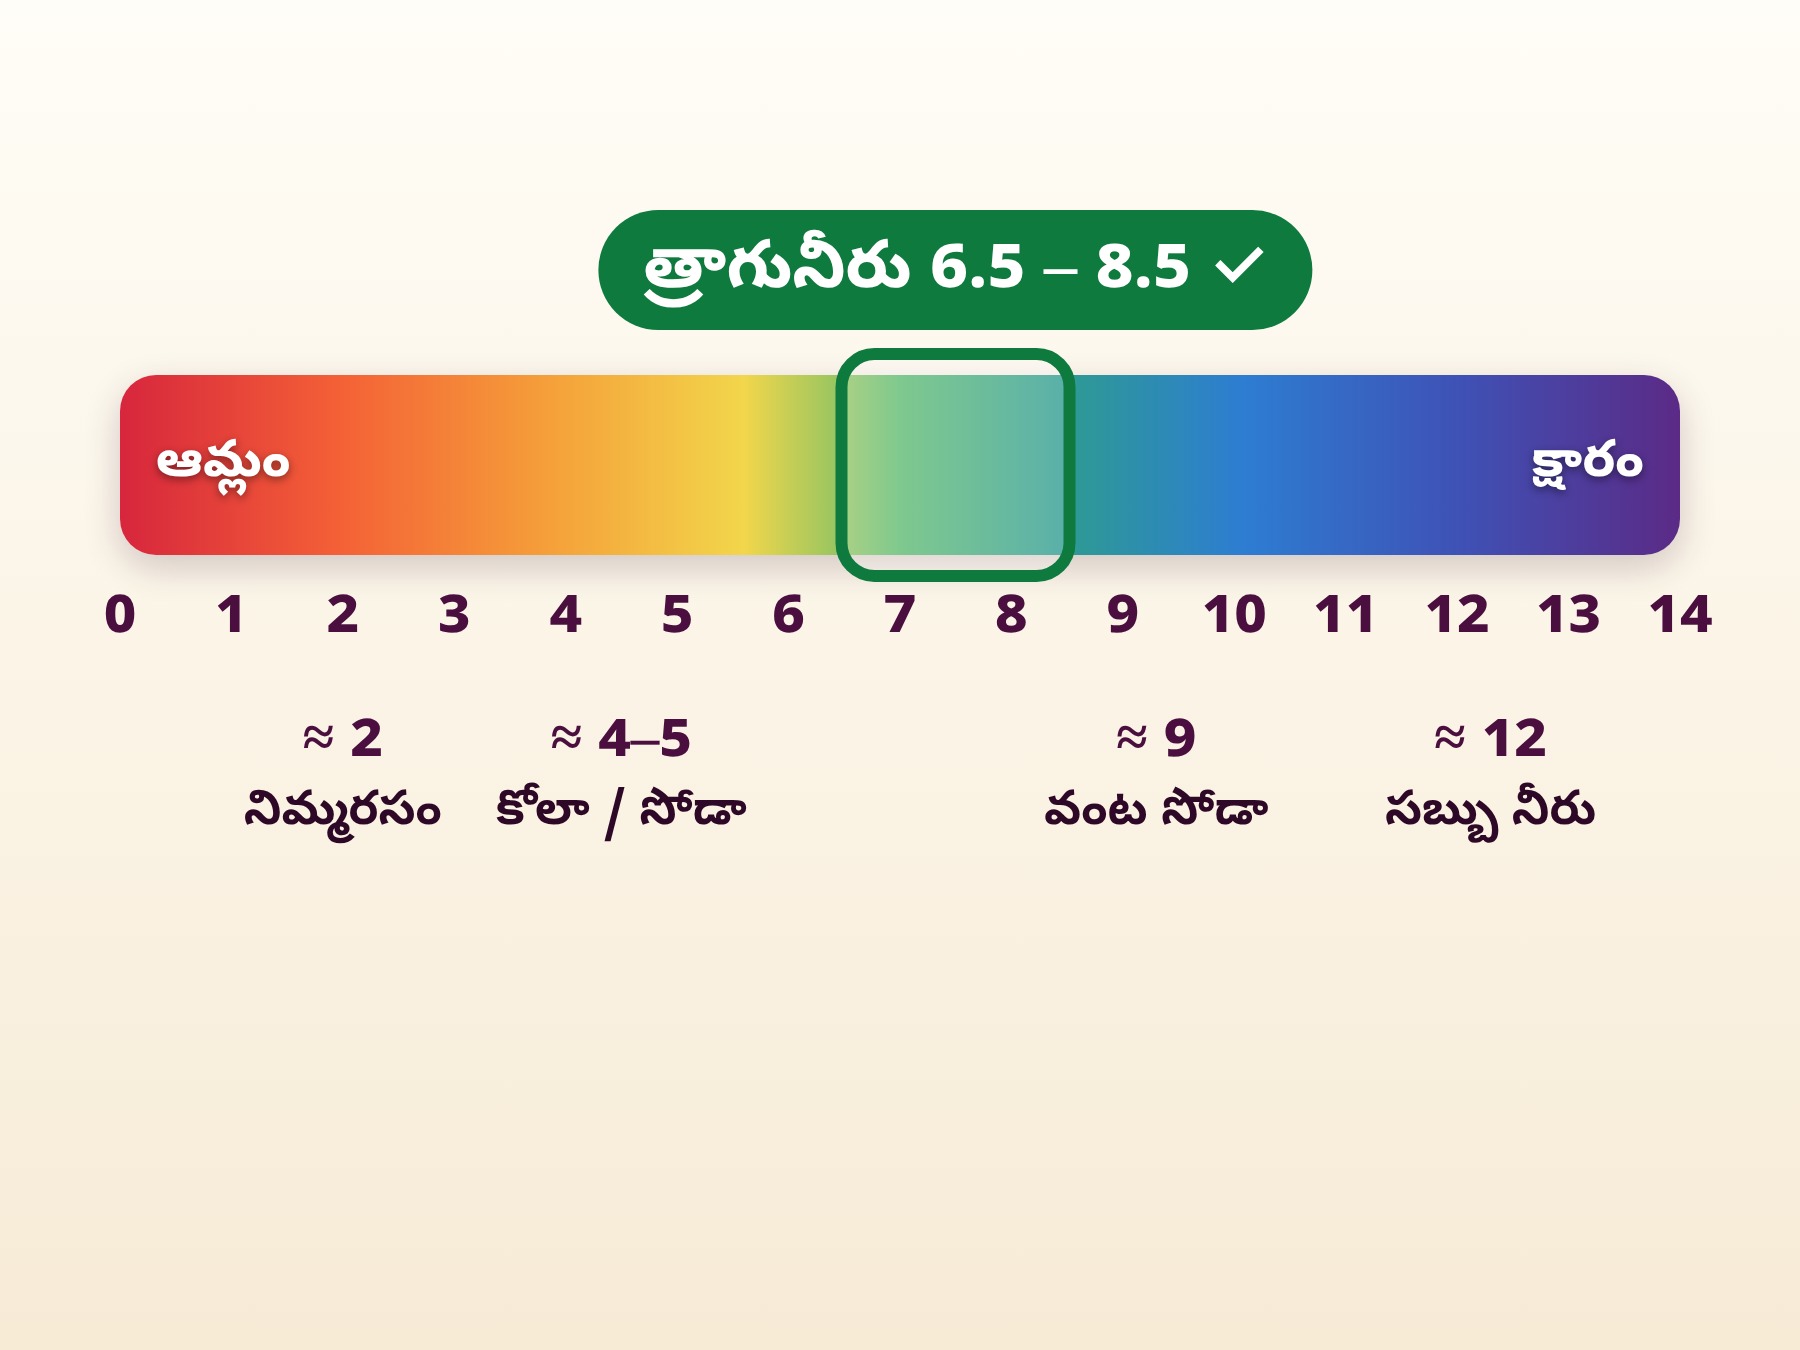 త్రాగునీరు 6.5 – 8.5 ✓
ఆమ్లం
క్షారం
0 1 2 3 4 5 6 7 8 9 10 11 12 13 14
≈ 2
నిమ్మరసం
≈ 4–5
కోలా / సోడా
≈ 9
వంట సోడా
≈ 12
సబ్బు నీరు